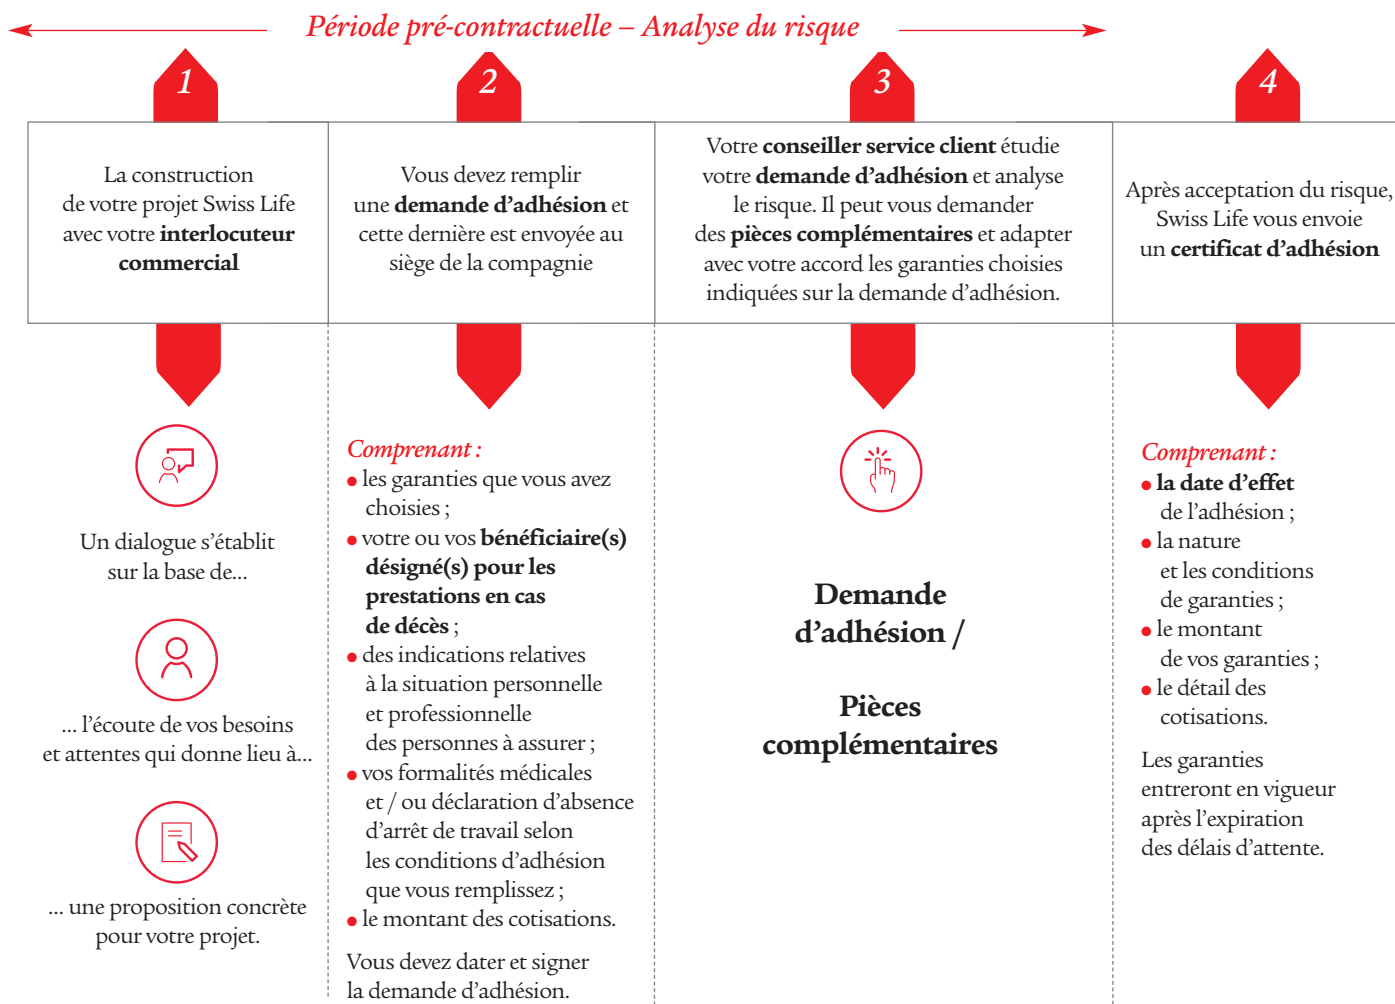 Période pré-contractuelle – Analyse du risque
1
La construction
de votre projet Swiss Life
avec votre interlocuteur
commercial
Un dialogue s’établit
sur la base de...
... l’écoute de vos besoins
et attentes qui donne lieu à...
... une proposition concrète
pour votre projet.
2
Vous devez remplir
une demande d’adhésion et
cette dernière est envoyée au
siège de la compagnie
Comprenant :
• les garanties que vous avez
choisies ;
• votre ou vos bénéficiaire(s)
désigné(s) pour les
prestations en cas
de décès ;
• des indications relatives
à la situation personnelle
et professionnelle
des personnes à assurer ;
• vos formalités médicales
et / ou déclaration d’absence
d’arrêt de travail selon
les conditions d’adhésion
que vous remplissez ;
• le montant des cotisations.
Vous devez dater et signer
la demande d’adhésion.
3
Votre conseiller service client étudie
votre demande d’adhésion et analyse
le risque. Il peut vous demander
des pièces complémentaires et adapter
avec votre accord les garanties choisies
indiquées sur la demande d’adhésion.
Demande
d’adhésion /
Pièces
complémentaires
4
Après acceptation du risque,
Swiss Life vous envoie
un certificat d’adhésion
Comprenant :
• la date d’effet
de l’adhésion ;
• la nature
et les conditions
de garanties ;
• le montant
de vos garanties ;
• le détail des
cotisations.
Les garanties
entreront en vigueur
après l’expiration
des délais d’attente.